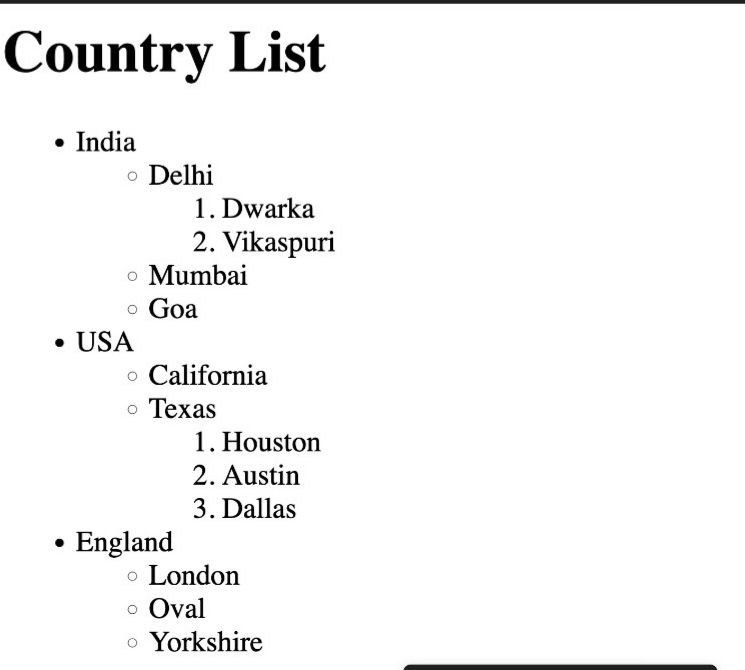 Country List
• India
◦ Delhi
1. Dwarka
2. Vikaspuri
◦ Mumbai
◦ Goa
• USA
◦ California
◦ Texas
1. Houston
2. Austin
3. Dallas
• England
◦ London
◦ Oval
◦ Yorkshire